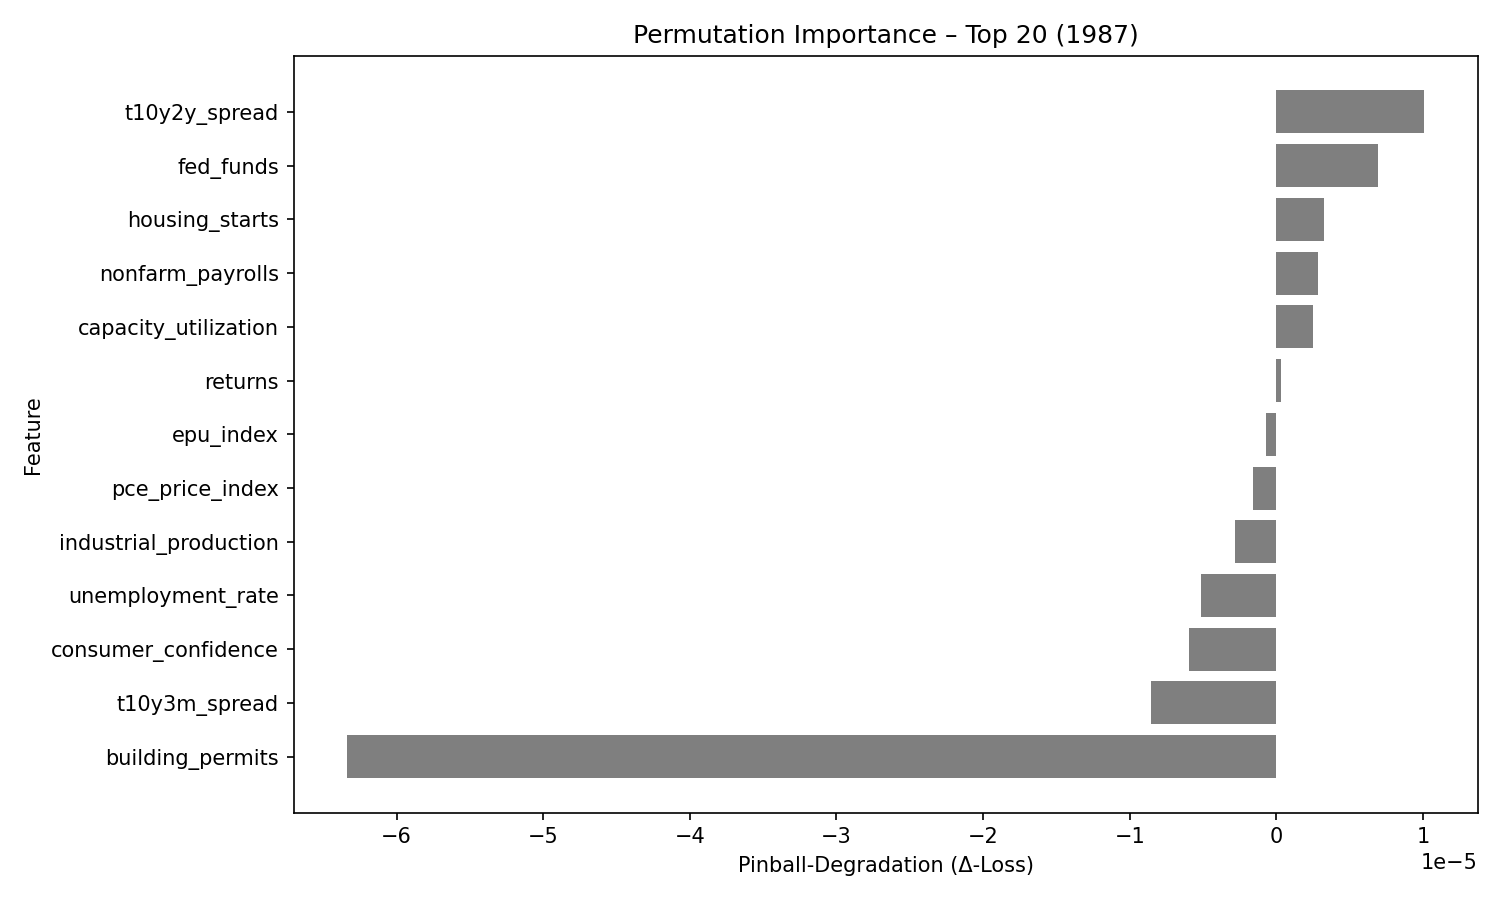 Permutation Importance – Top 20 (1987)
t10y2y_spread
fed_funds
housing_starts
nonfarm_payrolls
capacity_utilization
returns
epu_index
pce_price_index
industrial_production
unemployment_rate
consumer_confidence
t10y3m_spread
building_permits
Feature
−6 −5 −4 −3 −2 −1 0 1
1e−5
Pinball-Degradation (Δ-Loss)